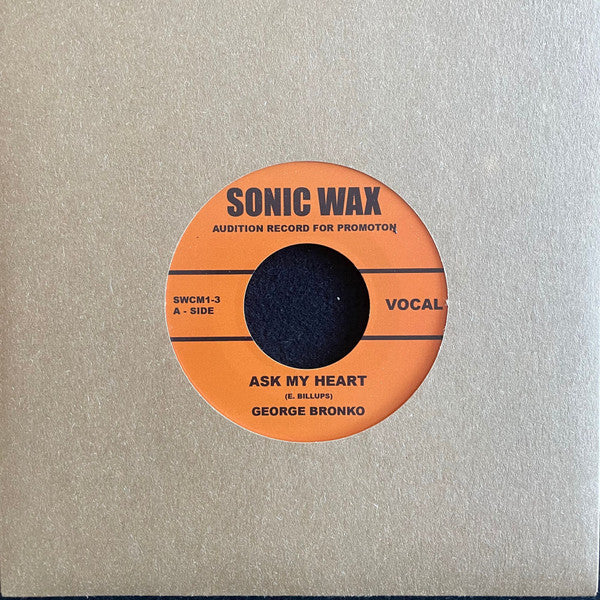 SONIC WAX
AUDITION RECORD FOR PROMOTON
SWCM1-3
A - SIDE
VOCAL
ASK MY HEART
(E. BILLUPS)
GEORGE BRONKO